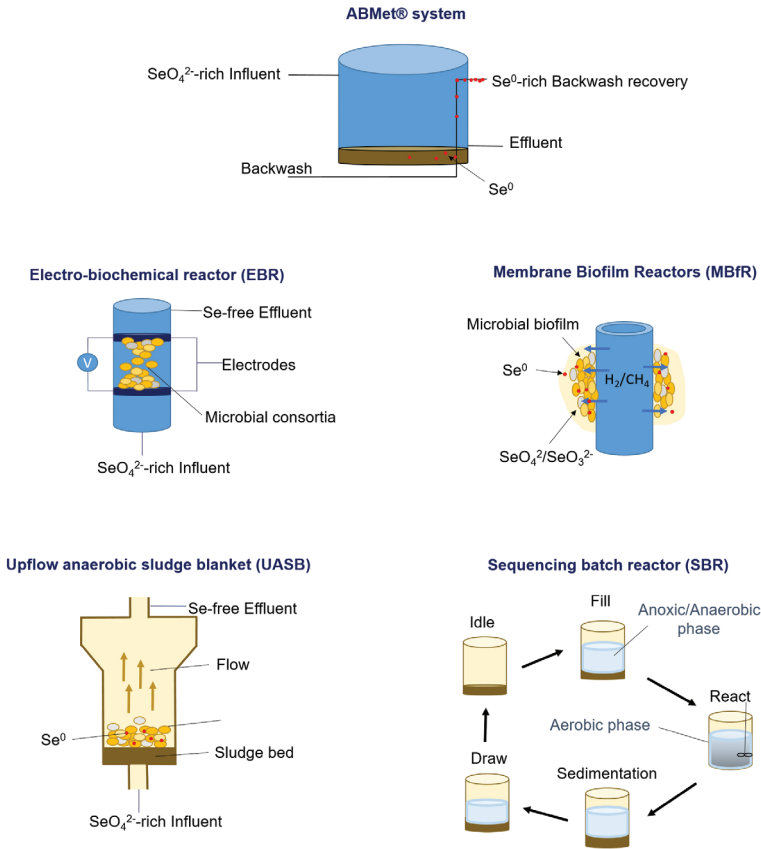 ABMet® system
SeO₄²⁻-rich Influent
Se⁰-rich Backwash recovery
Effluent
Backwash
Se⁰
Electro-biochemical reactor (EBR)
Se-free Effluent
V
Electrodes
Microbial consortia
SeO₄²⁻-rich Influent
Membrane Biofilm Reactors (MBfR)
Microbial biofilm
Se⁰
H₂/CH₄
SeO₄²/SeO₃²⁻
Upflow anaerobic sludge blanket (UASB)
Se-free Effluent
Flow
Se⁰
Sludge bed
SeO₄²⁻-rich Influent
Sequencing batch reactor (SBR)
Idle
Fill
Anoxic/Anaerobic
phase
React
Aerobic phase
Draw
Sedimentation